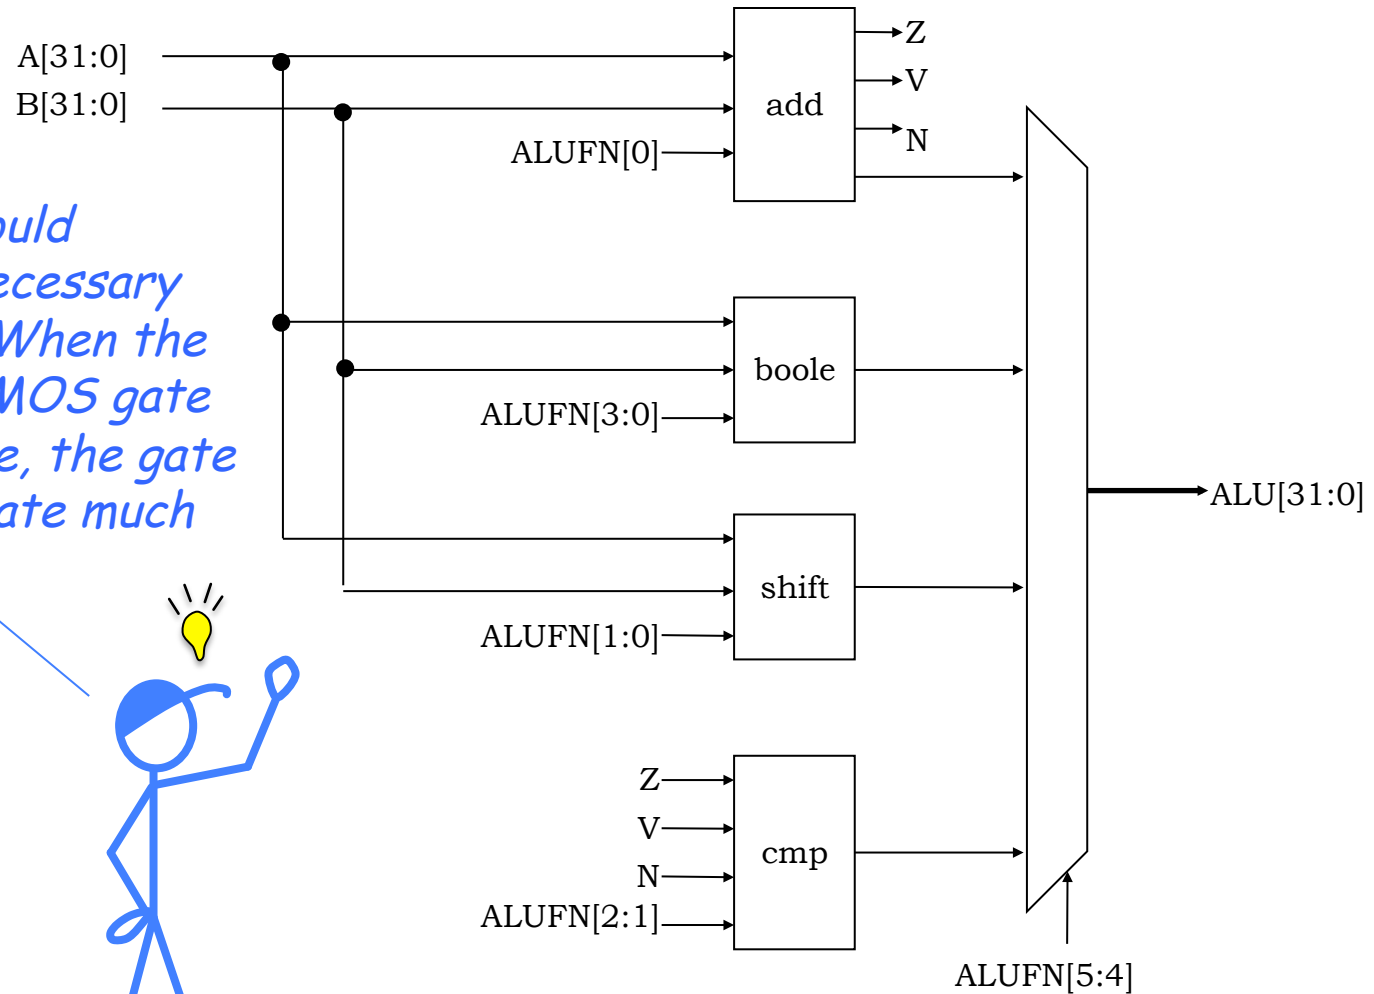 A[31:0]
B[31:0]
ALUFN[0]
add
Z
V
N
ould
ecessary
When the
MOS gate
e, the gate
ate much
boole
ALUFN[3:0]
shift
ALUFN[1:0]
ALU[31:0]
Z
V
N
ALUFN[2:1]
cmp
ALUFN[5:4]